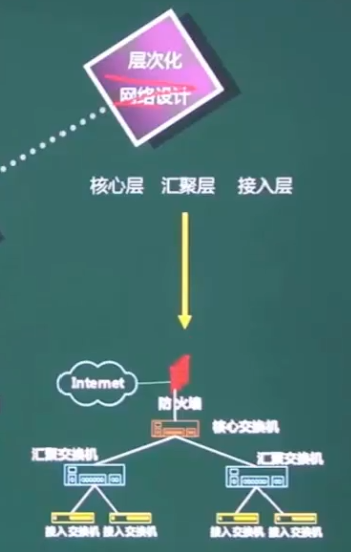 层次化
网络设计
核心层 汇聚层 接入层
Internet
防火墙
核心交换机
汇聚交换机 汇聚交换机
接入交换机 接入交换机 接入交换机 接入交换机